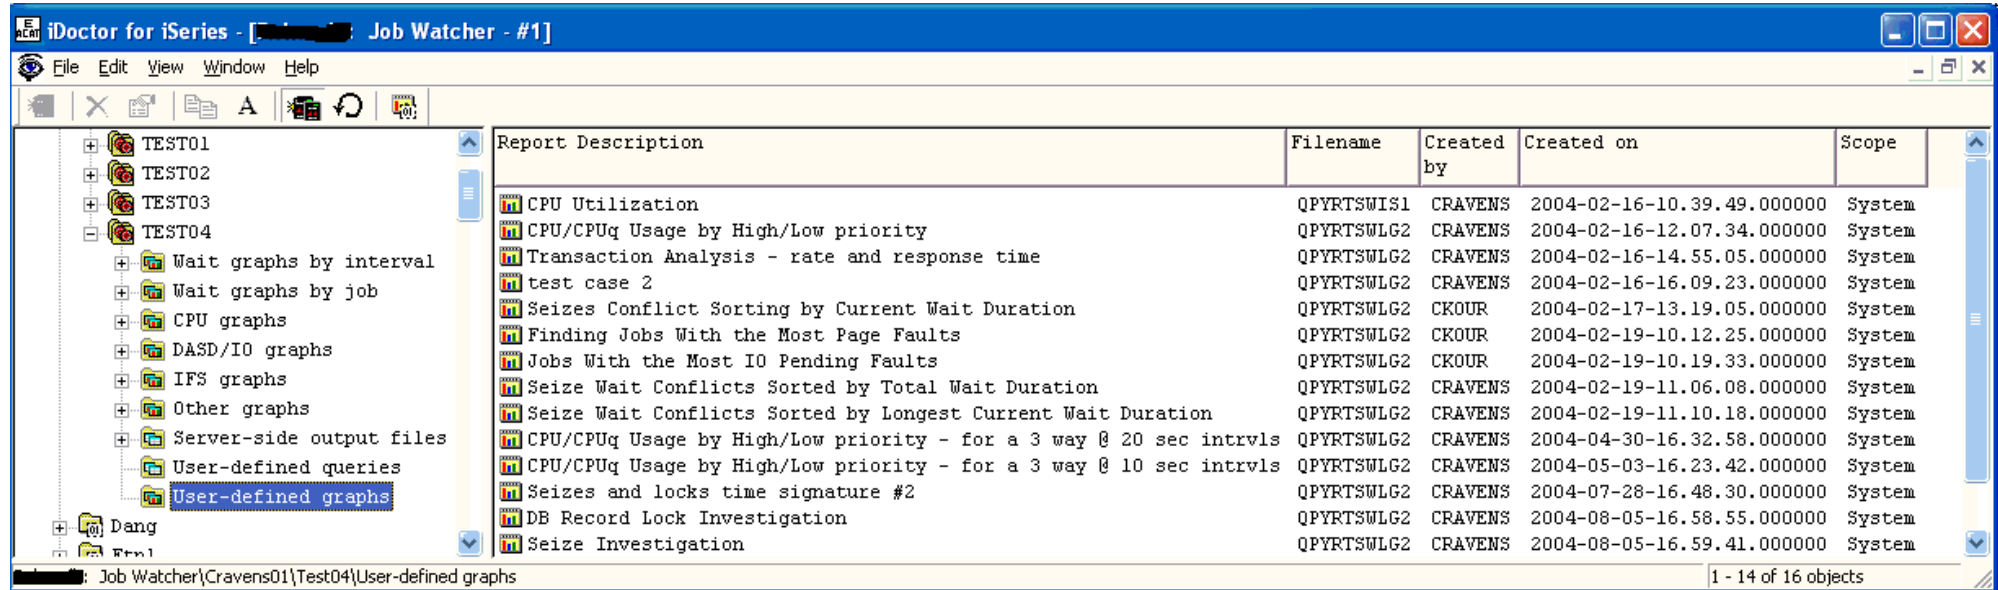 iDoctor for iSeries - [ : Job Watcher - #1]
File Edit View Window Help
A
TEST01
TEST02
TEST03
TEST04
Wait graphs by interval
Wait graphs by job
CPU graphs
DASD/IO graphs
IFS graphs
Other graphs
Server-side output files
User-defined queries
User-defined graphs
Dang
Report Description Filename Created by Created on Scope
CPU Utilization QPYRTSWIS1 CRAVENS 2004-02-16-10.39.49.000000 System
CPU/CPUq Usage by High/Low priority QPYRTSWLG2 CRAVENS 2004-02-16-12.07.34.000000 System
Transaction Analysis - rate and response time QPYRTSWLG2 CRAVENS 2004-02-16-14.55.05.000000 System
test case 2 QPYRTSWLG2 CRAVENS 2004-02-16-16.09.23.000000 System
Seizes Conflict Sorting by Current Wait Duration QPYRTSWLG2 CKOUR 2004-02-17-13.19.05.000000 System
Finding Jobs With the Most Page Faults QPYRTSWLG2 CKOUR 2004-02-19-10.12.25.000000 System
Jobs With the Most IO Pending Faults QPYRTSWLG2 CKOUR 2004-02-19-10.19.33.000000 System
Seize Wait Conflicts Sorted by Total Wait Duration QPYRTSWLG2 CRAVENS 2004-02-19-11.06.08.000000 System
Seize Wait Conflicts Sorted by Longest Current Wait Duration QPYRTSWLG2 CRAVENS 2004-02-19-11.10.18.000000 System
CPU/CPUq Usage by High/Low priority - for a 3 way @ 20 sec intrvls QPYRTSWLG2 CRAVENS 2004-04-30-16.32.58.000000 System
CPU/CPUq Usage by High/Low priority - for a 3 way @ 10 sec intrvls QPYRTSWLG2 CRAVENS 2004-05-03-16.23.42.000000 System
Seizes and locks time signature #2 QPYRTSWLG2 CRAVENS 2004-07-28-16.48.30.000000 System
DB Record Lock Investigation QPYRTSWLG2 CRAVENS 2004-08-05-16.58.55.000000 System
Seize Investigation QPYRTSWLG2 CRAVENS 2004-08-05-16.59.41.000000 System
: Job Watcher\Cravens01\Test04\User-defined graphs
1 - 14 of 16 objects